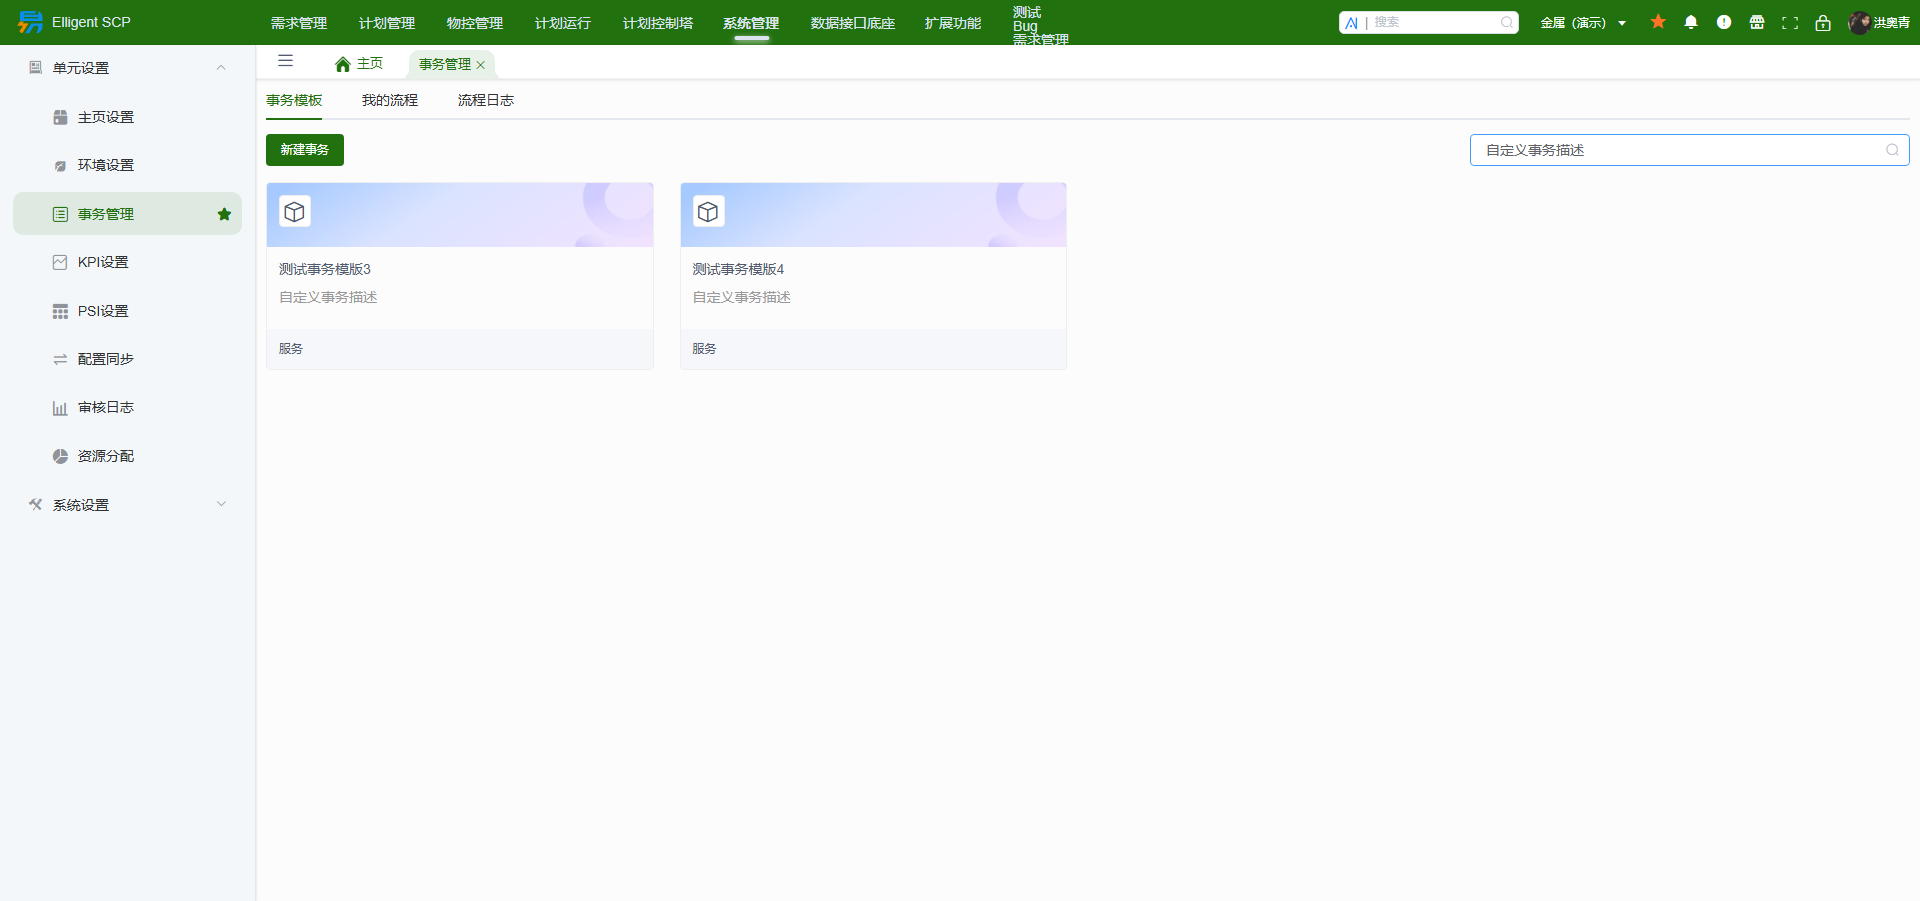 Elligent SCP
需求管理
计划管理
物控管理
计划运行
计划控制塔
系统管理
数据接口底座
扩展功能
测试
Bug
需求管理
AI | 搜索
金属（演示）
洪奥青
单元设置
主页设置
环境设置
事务管理
KPI设置
PSI设置
配置同步
审核日志
资源分配
系统设置
主页
事务管理
事务模板
我的流程
流程日志
新建事务
自定义事务描述
测试事务模版3
自定义事务描述
服务
测试事务模版4
自定义事务描述
服务